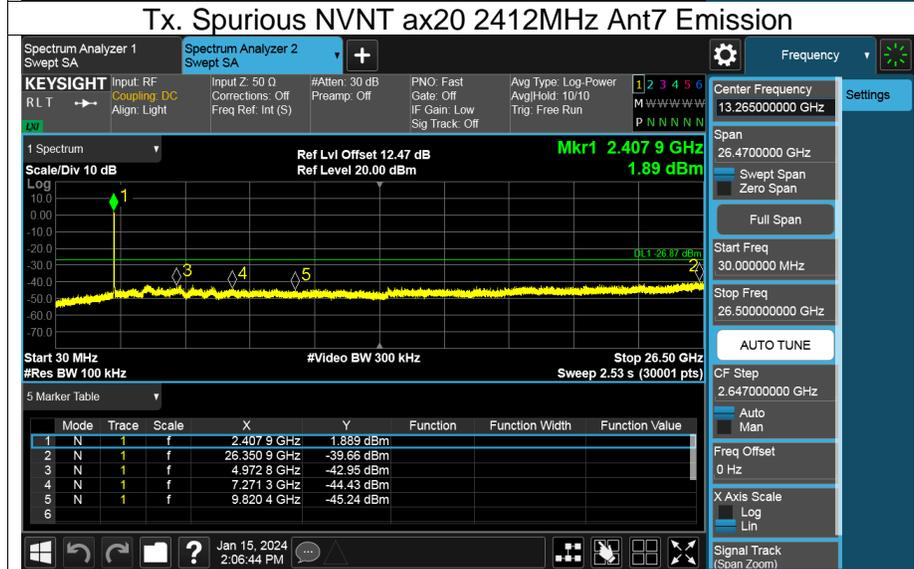 Tx. Spurious NVNT ax20 2412MHz Ant7 Emission
Spectrum Analyzer 1
Swept SA
Spectrum Analyzer 2
Swept SA
+
Frequency
KEYSIGHT
RLT
LXI
Input: RF
Coupling: DC
Align: Light
Input Z: 50 Ω
Corrections: Off
Freq Ref: Int (S)
#Atten: 30 dB
Preamp: Off
PNO: Fast
Gate: Off
IF Gain: Low
Sig Track: Off
Avg Type: Log-Power
Avg|Hold: 10/10
Trig: Free Run
1 2 3 4 5 6
M W W W W W
P N N N N N
1 Spectrum
Scale/Div 10 dB
Ref Lvl Offset 12.47 dB
Ref Level 20.00 dBm
Mkr1 2.407 9 GHz
1.89 dBm
Log
10.0
0.00
-10.0
-20.0
-30.0
-40.0
-50.0
-60.0
-70.0
1
3
4
5
2
DL1 -26.87 dBm
Start 30 MHz
#Res BW 100 kHz
#Video BW 300 kHz
Stop 26.50 GHz
Sweep 2.53 s (30001 pts)
5 Marker Table
Mode Trace Scale X Y Function Function Width Function Value
1 N 1 f 2.407 9 GHz 1.889 dBm
2 N 1 f 26.350 9 GHz -39.66 dBm
3 N 1 f 4.972 8 GHz -42.95 dBm
4 N 1 f 7.271 3 GHz -44.43 dBm
5 N 1 f 9.820 4 GHz -45.24 dBm
6
?
Jan 15, 2024
2:06:44 PM
Center Frequency
13.265000000 GHz
Span
26.4700000 GHz
Swept Span
Zero Span
Full Span
Start Freq
30.000000 MHz
Stop Freq
26.500000000 GHz
AUTO TUNE
CF Step
2.647000000 GHz
Auto
Man
Freq Offset
0 Hz
X Axis Scale
Log
Lin
Signal Track
(Span Zoom)
Settings